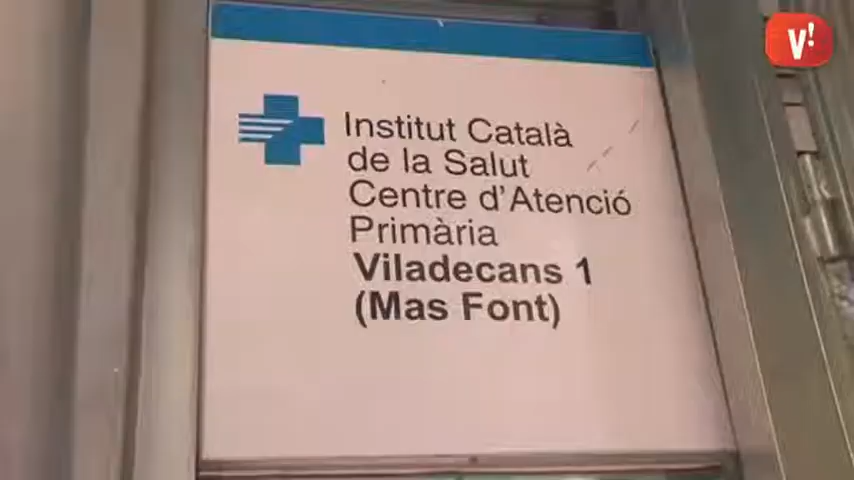 V!
Institut Català
de la Salut
Centre d'Atenció
Primària
Viladecans 1
(Mas Font)